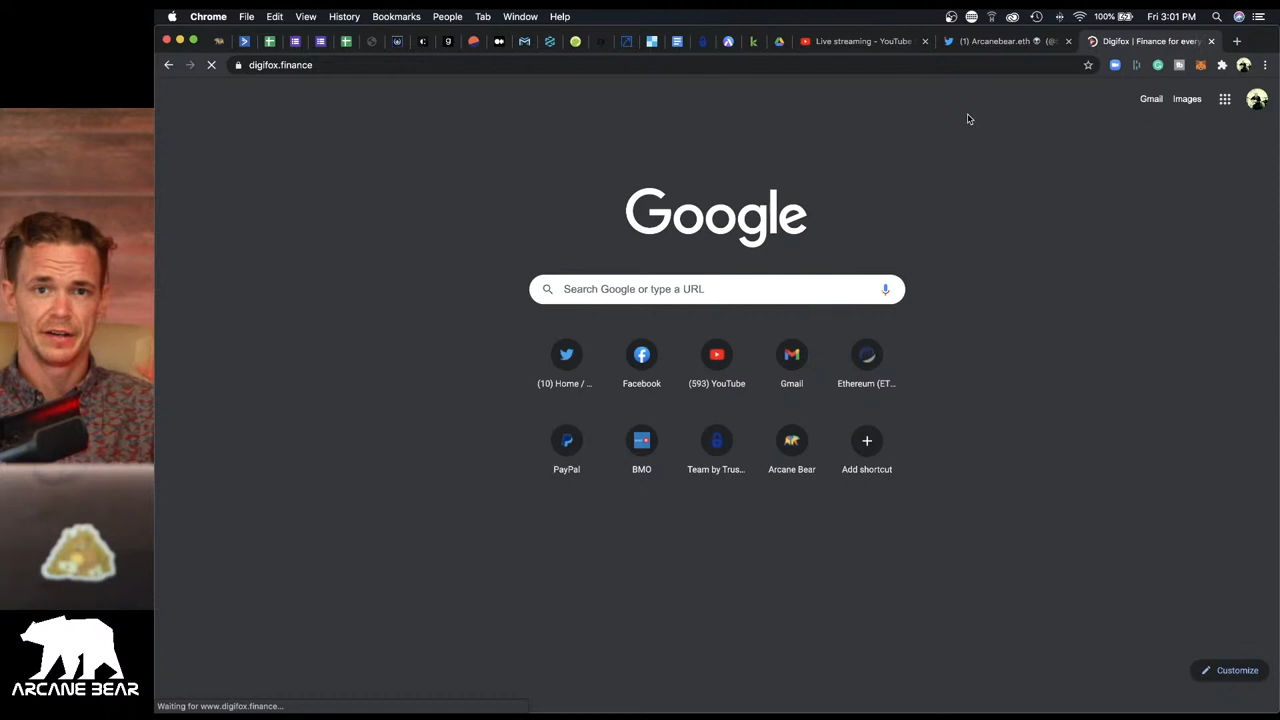 Chrome File Edit View History Bookmarks People Tab Window Help 100% Fri 3:01 PM
Live streaming - YouTube (1) Arcanebear.eth Digifox | Finance for every
digifox.finance
Gmail Images
Google
Search Google or type a URL
(10) Home / ... Facebook (593) YouTube Gmail Ethereum (ET...
PayPal BMO Team by Trus... Arcane Bear Add shortcut
Customize
ARCANE BEAR
Waiting for www.digifox.finance...